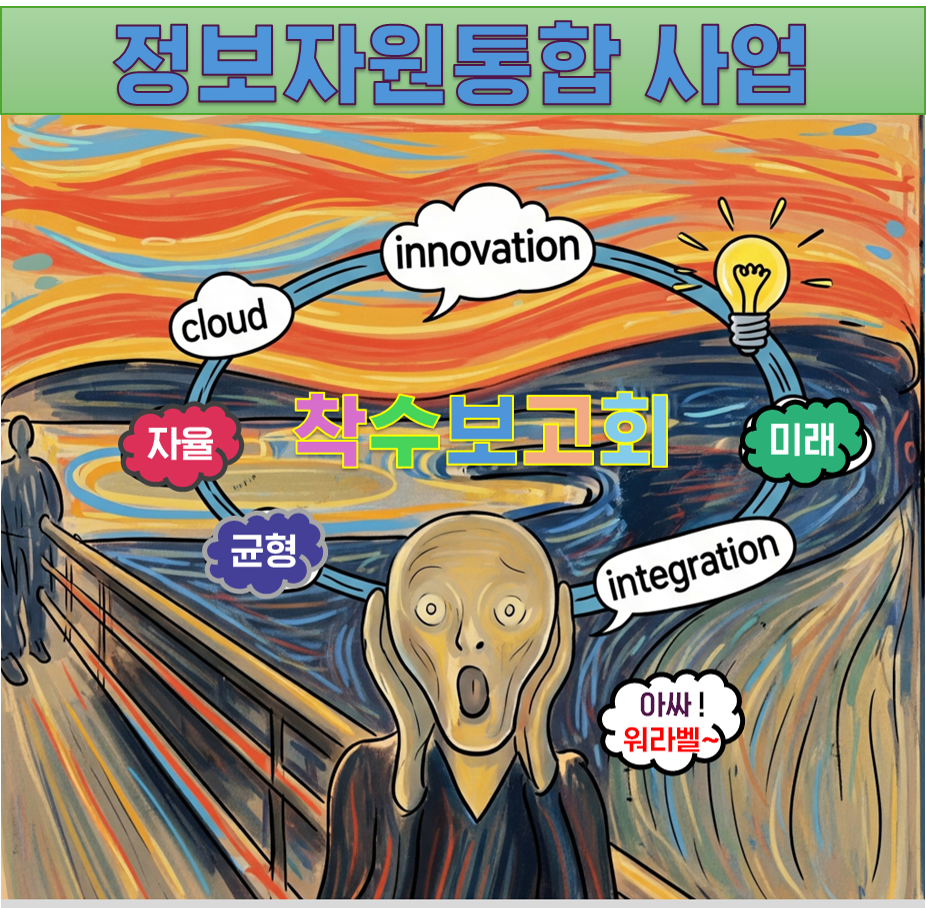 정보자원통합 사업
innovation
cloud
착수보고회
자율
미래
균형
integration
아싸 !
워라벨~